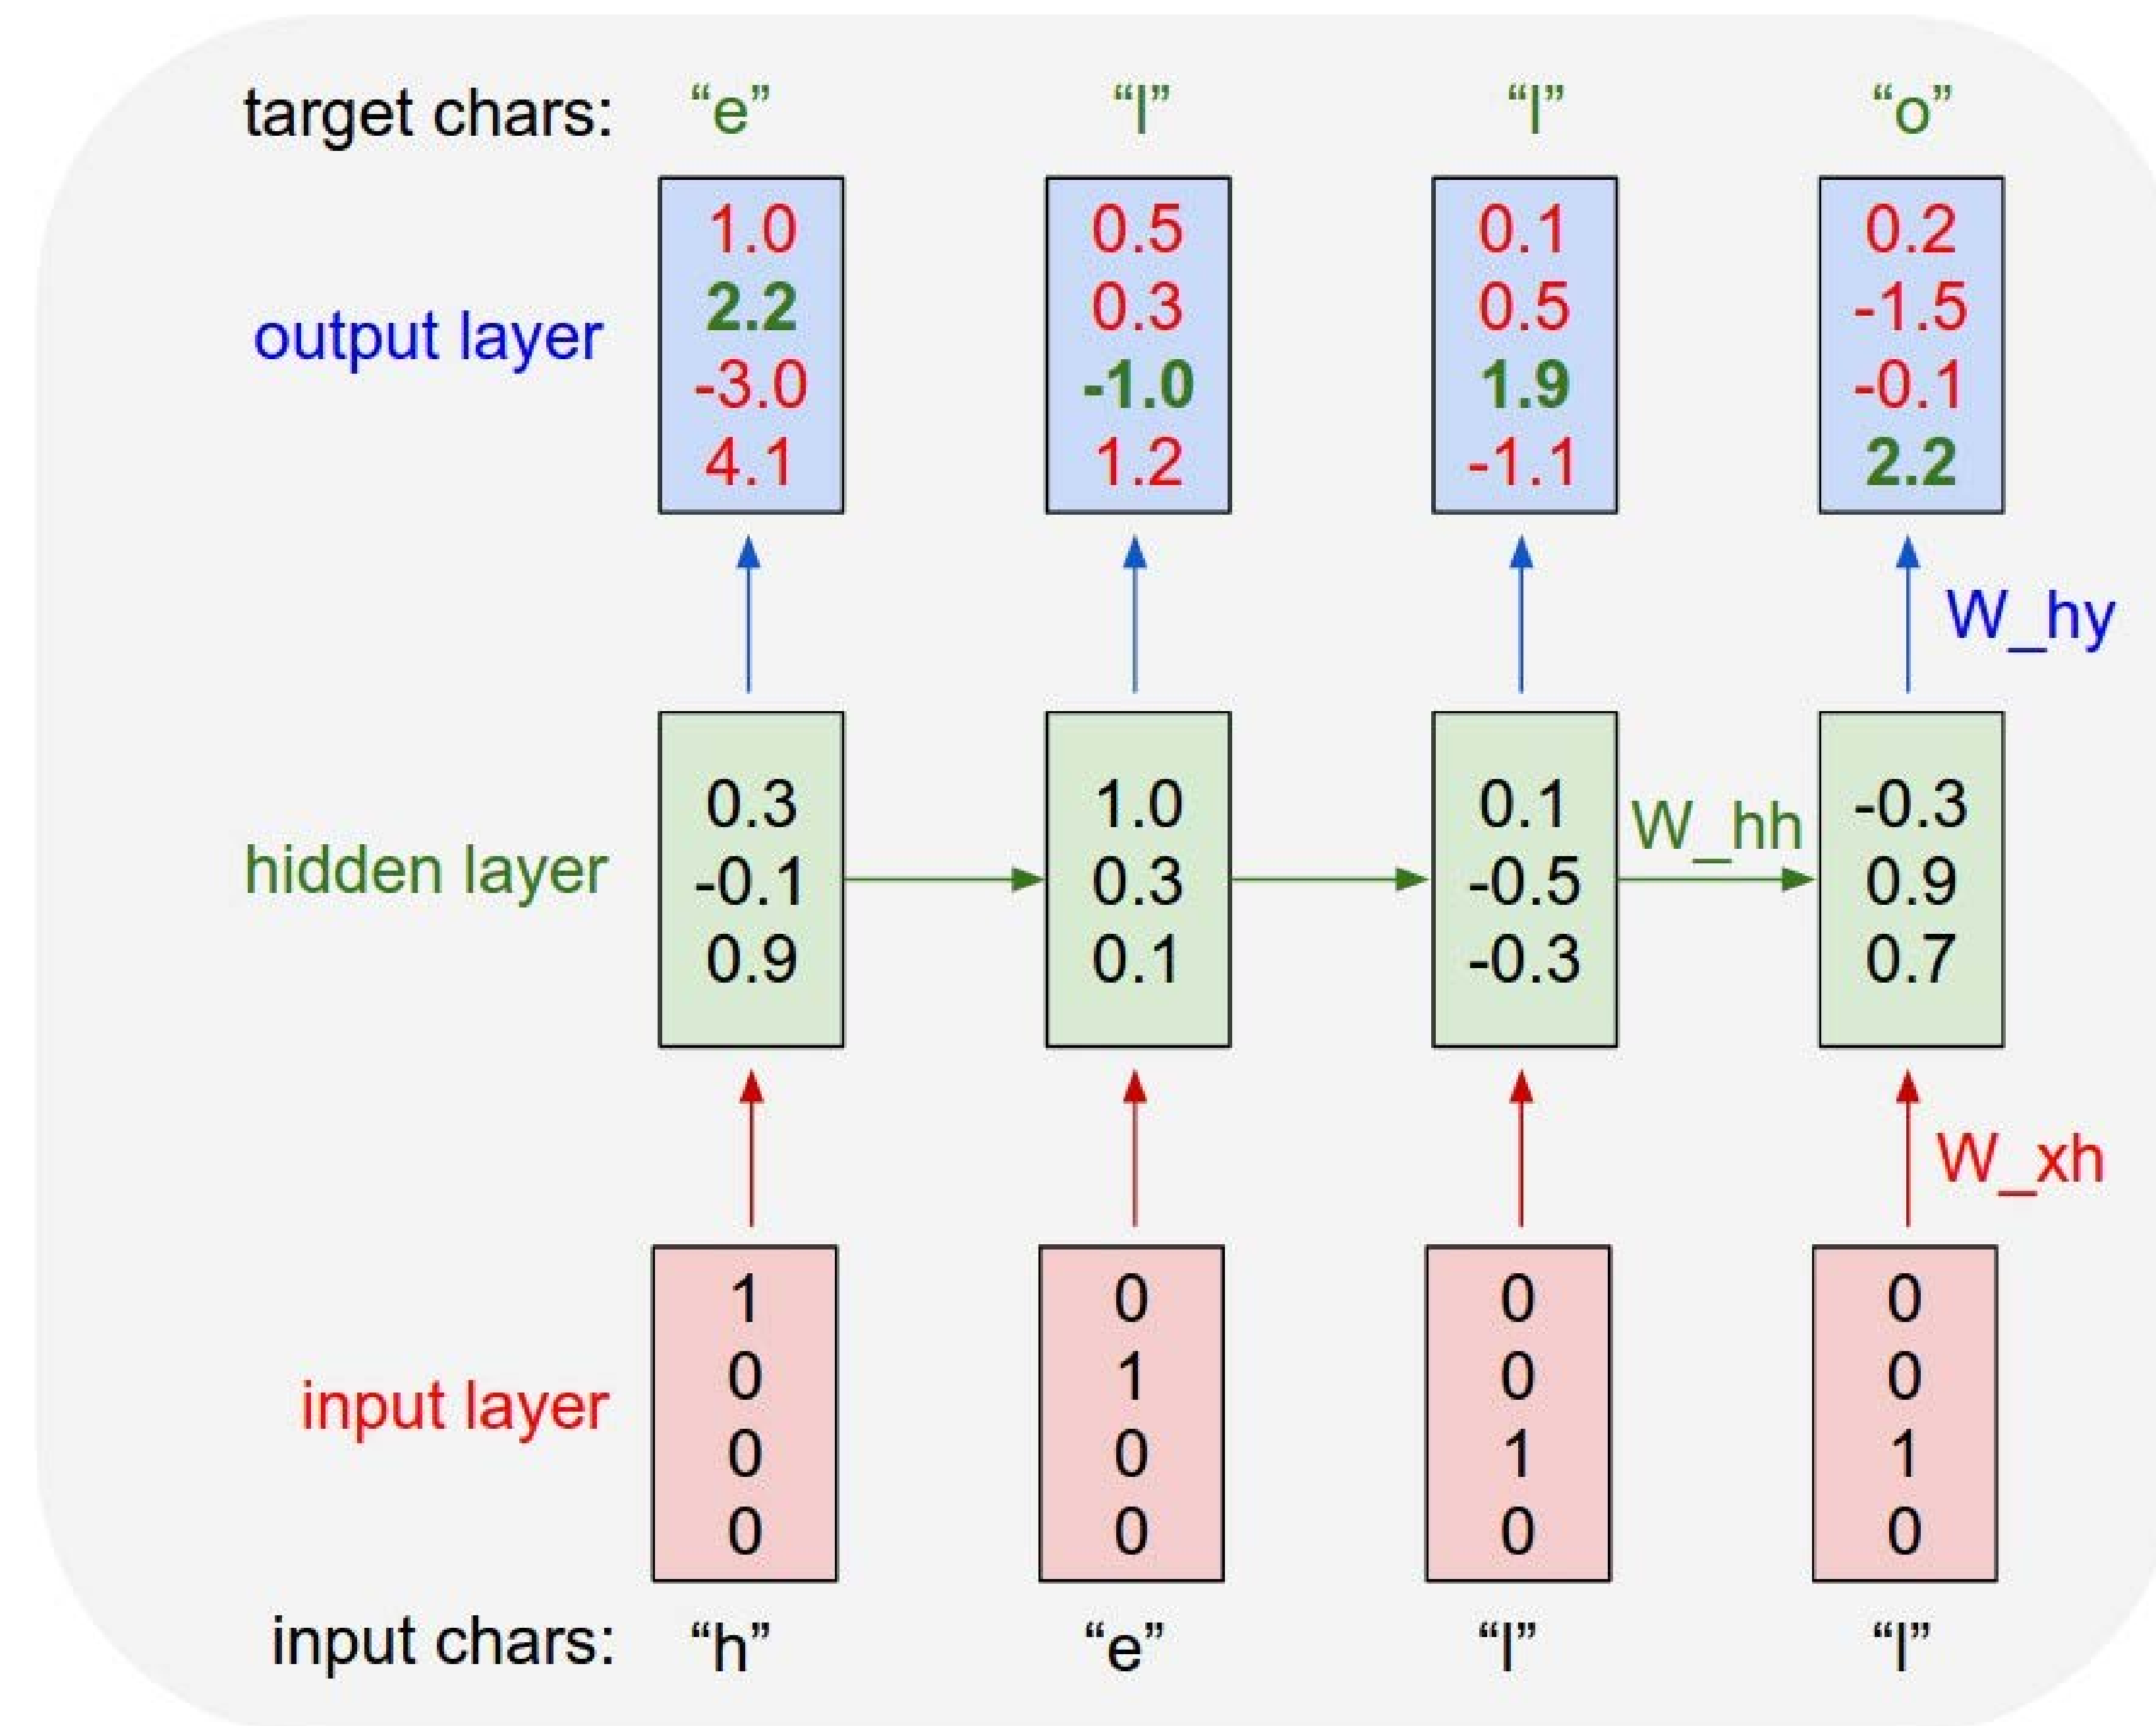 target chars: “e” “l” “l” “o”
1.0 0.5 0.1 0.2
2.2 0.3 0.5 -1.5
output layer
-3.0 -1.0 1.9 -0.1
4.1 1.2 -1.1 2.2
W_hy
0.3 1.0 0.1 -0.3
W_hh
hidden layer -0.1 0.3 -0.5 0.9
0.9 0.1 -0.3 0.7
W_xh
1 0 0 0
0 1 0 0
input layer
0 0 1 1
0 0 0 0
input chars: “h” “e” “l” “l”